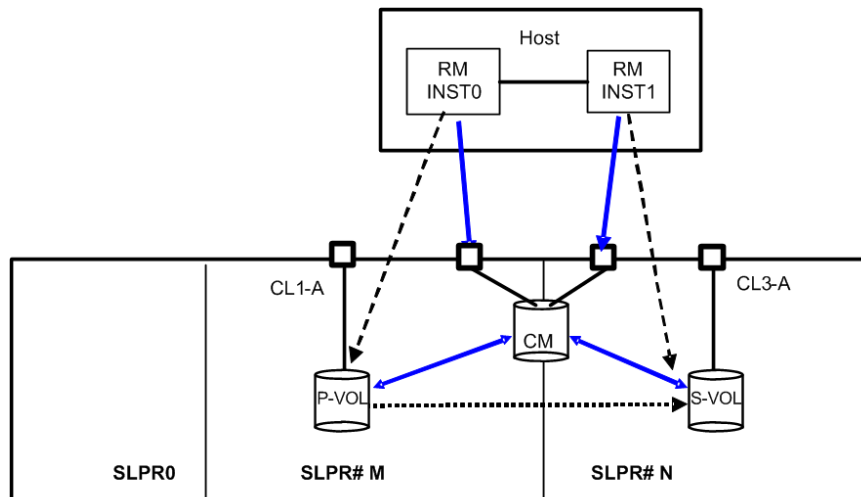 Host
RM
INST0
RM
INST1
CL1-A
CL3-A
CM
P-VOL
S-VOL
SLPR0
SLPR# M
SLPR# N